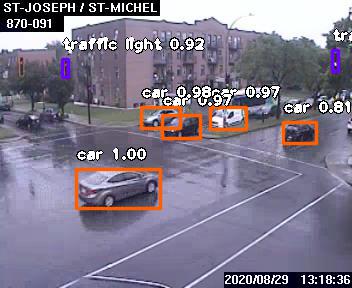 ST-JOSEPH / ST-MICHEL
870-091
traffic light 0.92
tra
car 0.98
car 0.97
car 0.97
car 0.81
car 1.00
2020/08/29 13:18:36